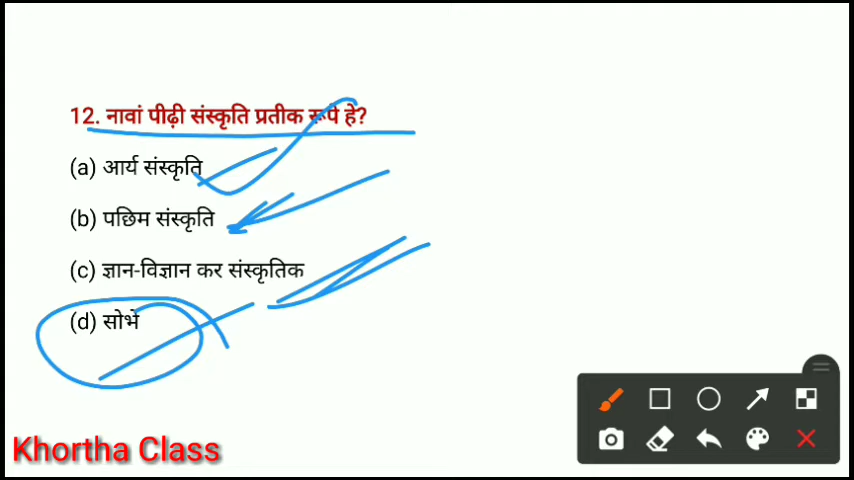 12. नावां पीढ़ी संस्कृति प्रतीक रूपे हे?
(a) आर्य संस्कृति
(b) पछिम संस्कृति
(c) ज्ञान-विज्ञान कर संस्कृतिक
(d) सोभे
Khortha Class